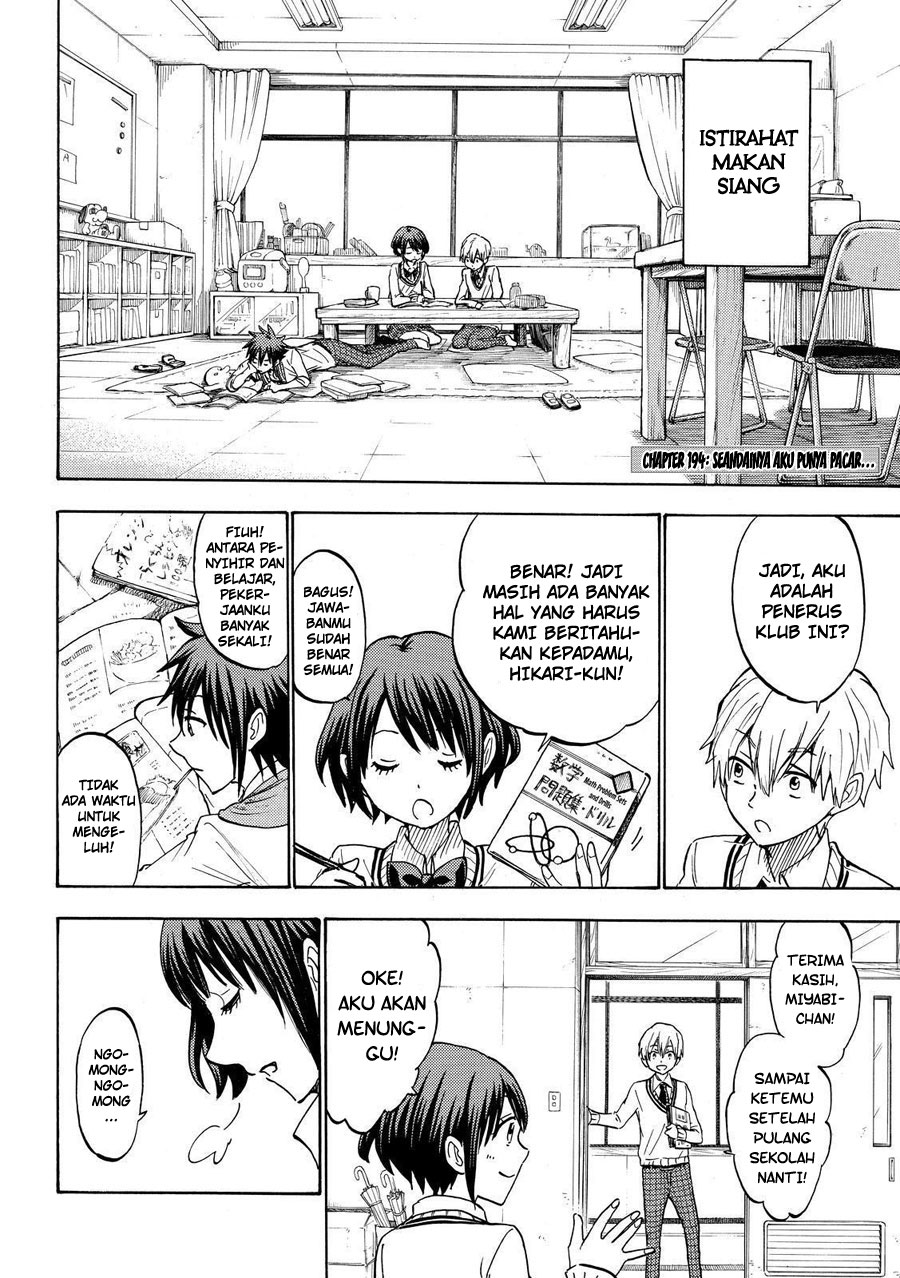 ISTIRAHAT
MAKAN
SIANG
CHAPTER 194: SEANDAINYA AKU PUNYA PACAR...
JADI, AKU
ADALAH
PENERUS
KLUB INI?
BENAR! JADI
MASIH ADA BANYAK
HAL YANG HARUS
KAMI BERITAHU-
KAN KEPADAMU,
HIKARI-KUN!
BAGUS!
JAWA-
BANMU
SUDAH
BENAR
SEMUA!
数学
Math Problem Sets
and Drills
問題集・ドリル
FIUH!
ANTARA PE-
NYIHIR DAN
BELAJAR,
PEKER-
JAANKU
BANYAK
SEKALI!
TIDAK
ADA WAKTU
UNTUK
MENGE-
LUH!
TERIMA
KASIH,
MIYABI-
CHAN!
SAMPAI
KETEMU
SETELAH
PULANG
SEKOLAH
NANTI!
OKE!
AKU AKAN
MENUNG-
GU!
NGO-
MONG-
NGO-
MONG
...